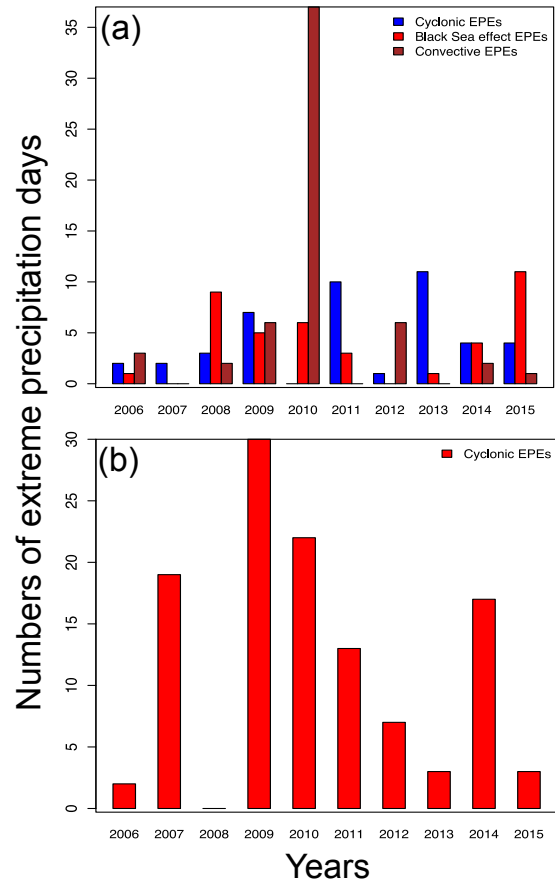 (a)
Cyclonic EPEs
Black Sea effect EPEs
Convective EPEs
35
30
25
20
15
10
5
0
2006 2007 2008 2009 2010 2011 2012 2013 2014 2015
Numbers of extreme precipitation days
(b)
Cyclonic EPEs
30
25
20
15
10
5
0
2006 2007 2008 2009 2010 2011 2012 2013 2014 2015
Years